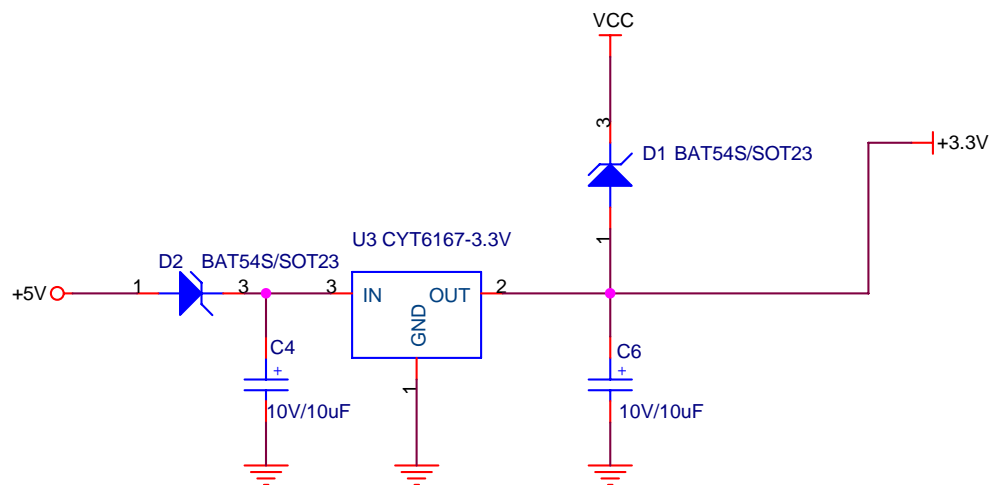 VCC
3
D1 BAT54S/SOT23
+3.3V
1
U3 CYT6167-3.3V
D2 BAT54S/SOT23
+5V
1
3
3
IN
OUT
GND
2
1
C4
+
10V/10uF
C6
+
10V/10uF